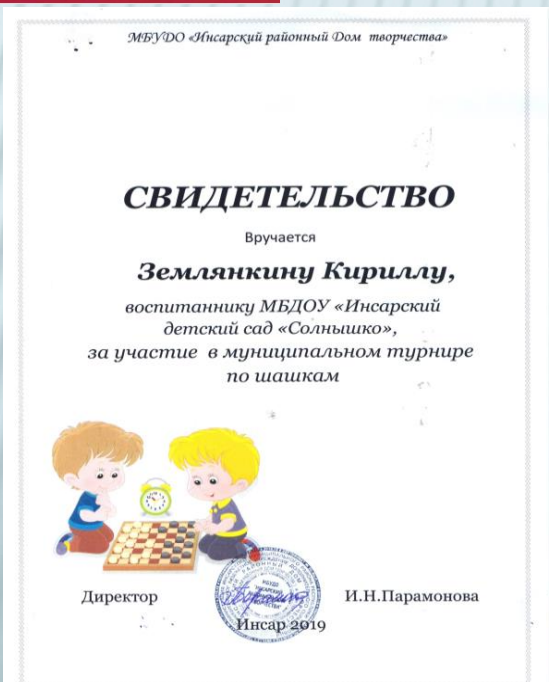 МБУДО «Инсарский районный Дом творчества»
СВИДЕТЕЛЬСТВО
Вручается
Землянкину Кириллу,
воспитаннику МБДОУ «Инсарский
детский сад «Солнышко»,
за участие в муниципальном турнире
по шашкам
Директор
И.Н.Парамонова
Инсар 2019